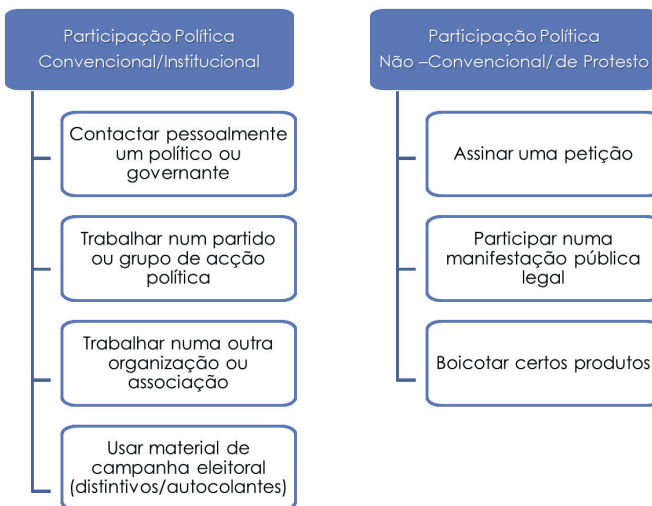 Participação Política
Convencional/Institucional
Contactar pessoalmente
um político ou
governante
Trabalhar num partido
ou grupo de acção
política
Trabalhar numa outra
organização ou
associação
Usar material de
campanha eleitoral
(distintivos/autocolantes)
Participação Política
Não –Convencional/ de Protesto
Assinar uma petição
Participar numa
manifestação pública
legal
Boicotar certos produtos